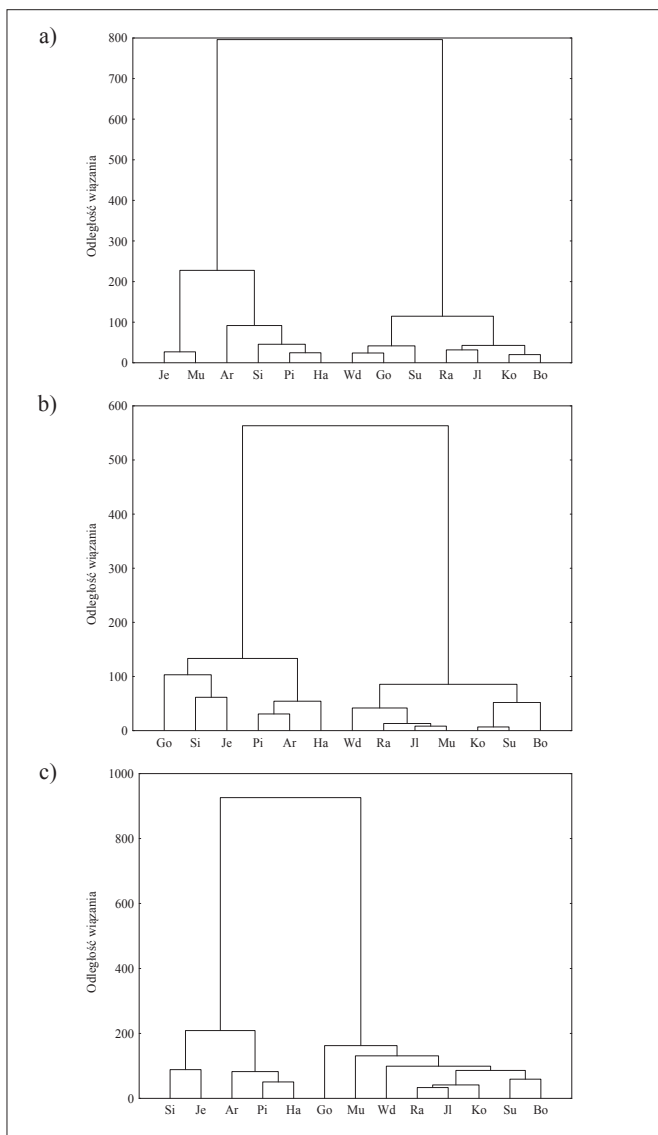 a)
800
700
600
500
400
300
200
100
0
Odległość wiązania
Je Mu Ar Si Pi Ha Wd Go Su Ra Jl Ko Bo
b)
600
500
400
300
200
100
0
Odległość wiązania
Go Si Je Pi Ar Ha Wd Ra Jl Mu Ko Su Bo
c)
1000
800
600
400
200
0
Odległość wiązania
Si Je Ar Pi Ha Go Mu Wd Ra Jl Ko Su Bo